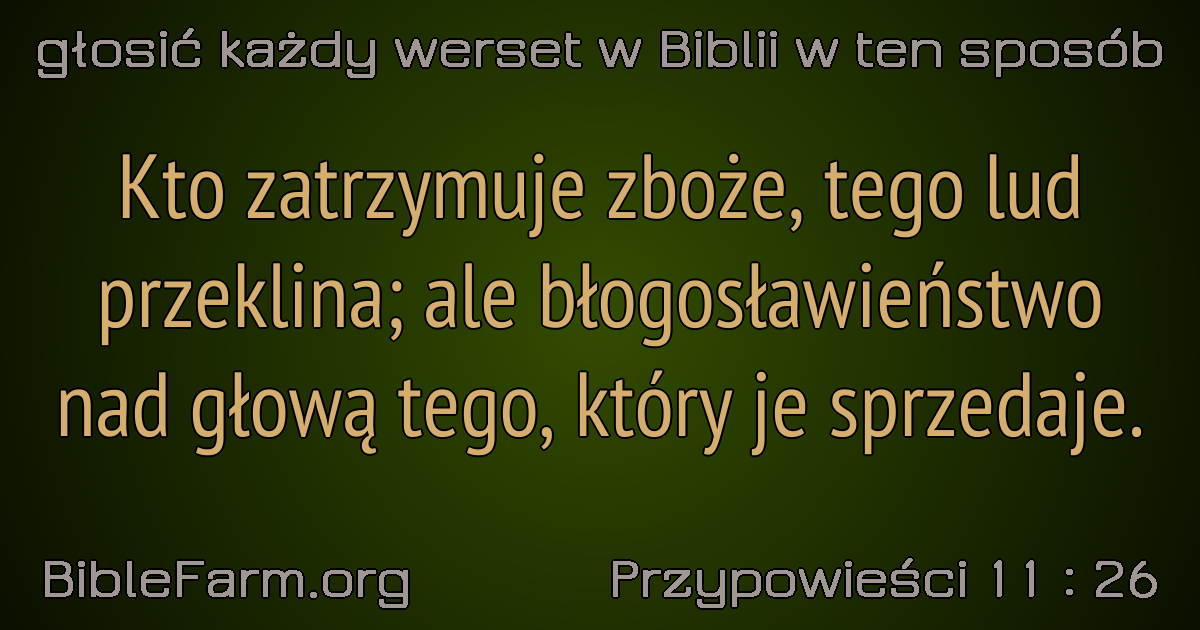 głosić każdy werset w Biblii w ten sposób
Kto zatrzymuje zboże, tego lud
przeklina; ale błogosławieństwo
nad głową tego, który je sprzedaje.
BibleFarm.org
Przypowieści 11 : 26